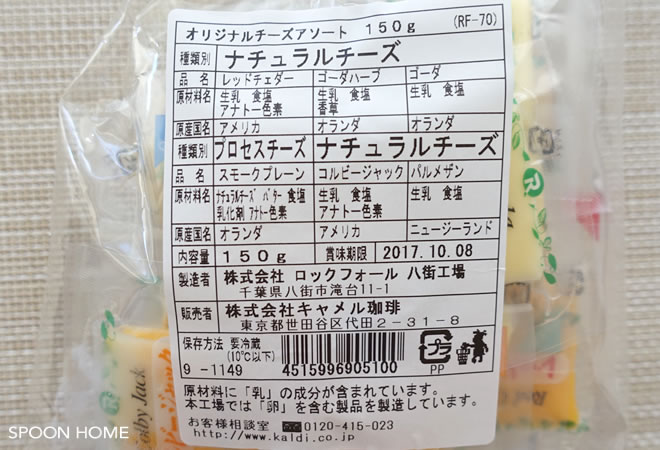 オリジナルチーズアソート 150g (RF-70)
種類別 ナチュラルチーズ
品名 レッドチェダー ゴーダハーブ ゴーダ
原材料名 生乳 食塩 アナトー色素 生乳 食塩 香草 生乳 食塩
原産国名 アメリカ オランダ オランダ
種類別 プロセスチーズ ナチュラルチーズ
品名 スモークプレーン コルビージャック パルメザン
原材料名 ナチュラルチーズ バター 食塩 乳化剤 アナトー色素 生乳 食塩 アナトー色素 生乳 食塩
原産国名 オランダ アメリカ ニュージーランド
内容量 150g 賞味期限 2017.10.08
製造者 株式会社 ロックフォール 八街工場
千葉県八街市滝台11-1
販売者 株式会社キャメル珈琲
東京都世田谷区代田2-31-8
保存方法 要冷蔵 (10℃以下)
9-1149 4515996905100
プラ
PP
原材料に「乳」の成分が含まれています。
本工場では「卵」を含む製品を製造しています。
お客様相談室 0120-415-023
http://www.kaldi.co.jp
Colby Jack
SPOON HOME